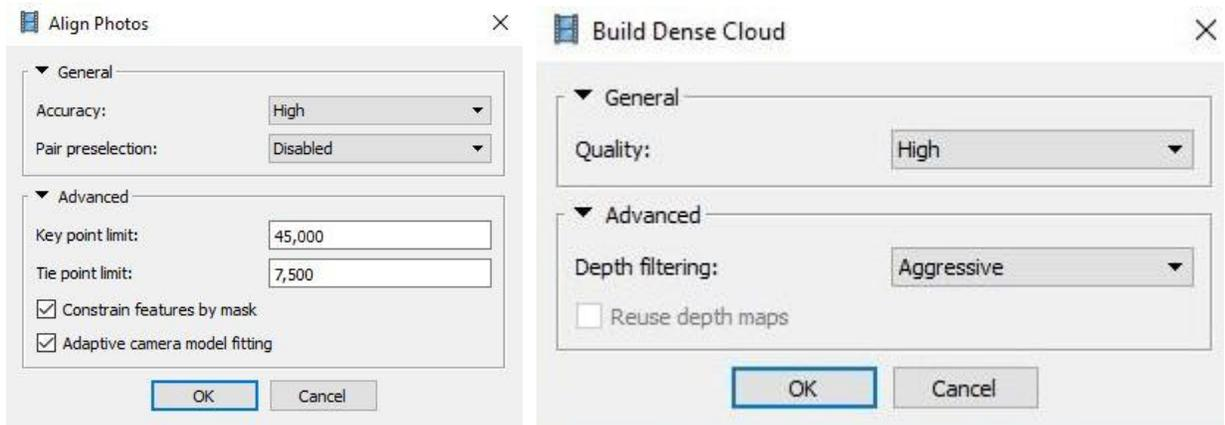 Align Photos
General
Accuracy: High
Pair preselection: Disabled
Advanced
Key point limit: 45,000
Tie point limit: 7,500
Constrain features by mask
Adaptive camera model fitting
OK Cancel
Build Dense Cloud
General
Quality: High
Advanced
Depth filtering: Aggressive
Reuse depth maps
OK Cancel